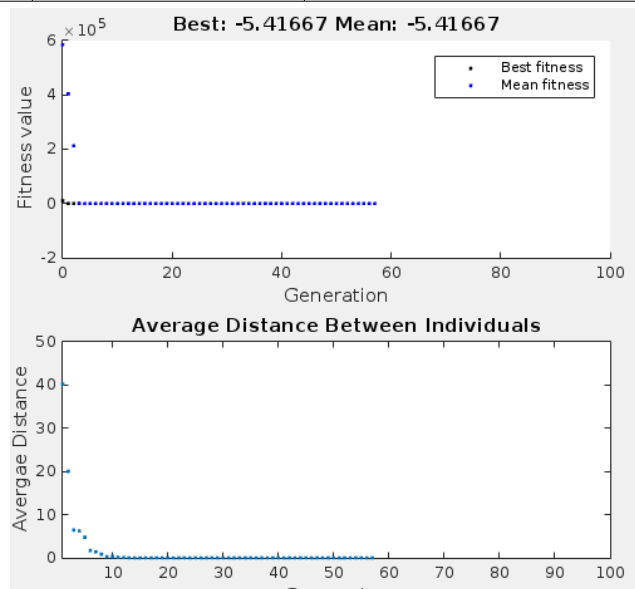 Best: -5.41667 Mean: -5.41667
×10^5
6
4
2
0
-2
Fitness value
Best fitness
Mean fitness
0 20 40 60 80 100
Generation
Average Distance Between Individuals
50
40
30
20
10
0
Avergae Distance
10 20 30 40 50 60 70 80 90 100